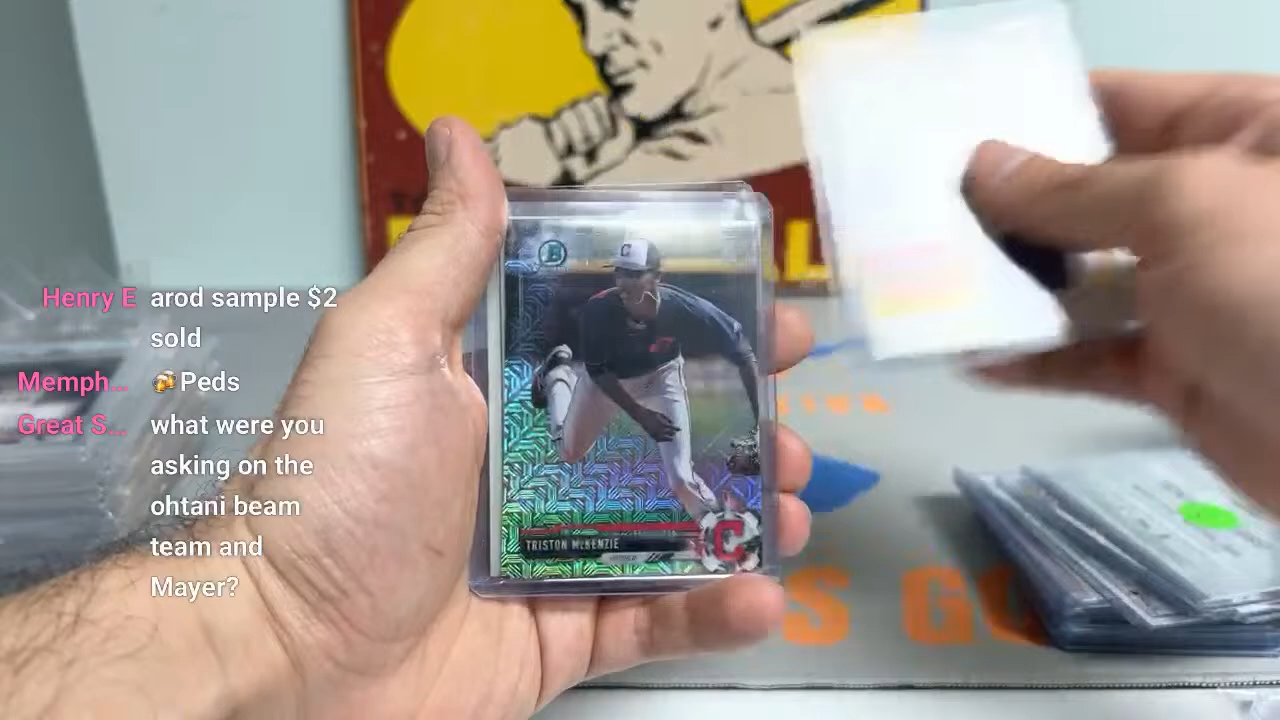 Henry E arod sample $2
sold
Memph... Peds
Great S... what were you
asking on the
ohtani beam
team and
Mayer?
B
C
TRISTON McKENZIE
C
S G